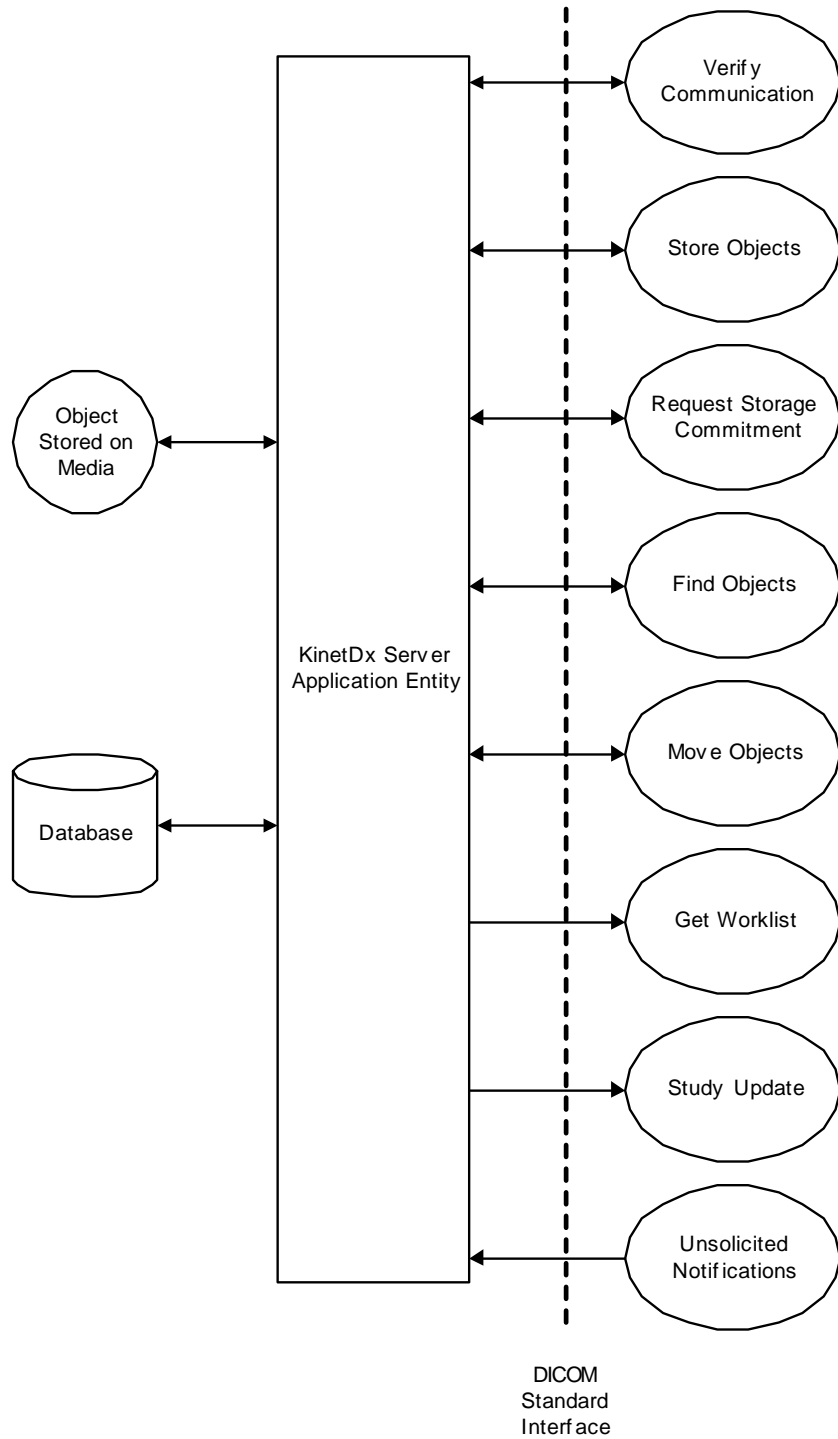 Verify
Communication
Store Objects
Object
Stored on
Media
Request Storage
Commitment
Find Objects
KinetDx Server
Application Entity
Move Objects
Database
Get Worklist
Study Update
Unsolicited
Notifications
DICOM
Standard
Interface